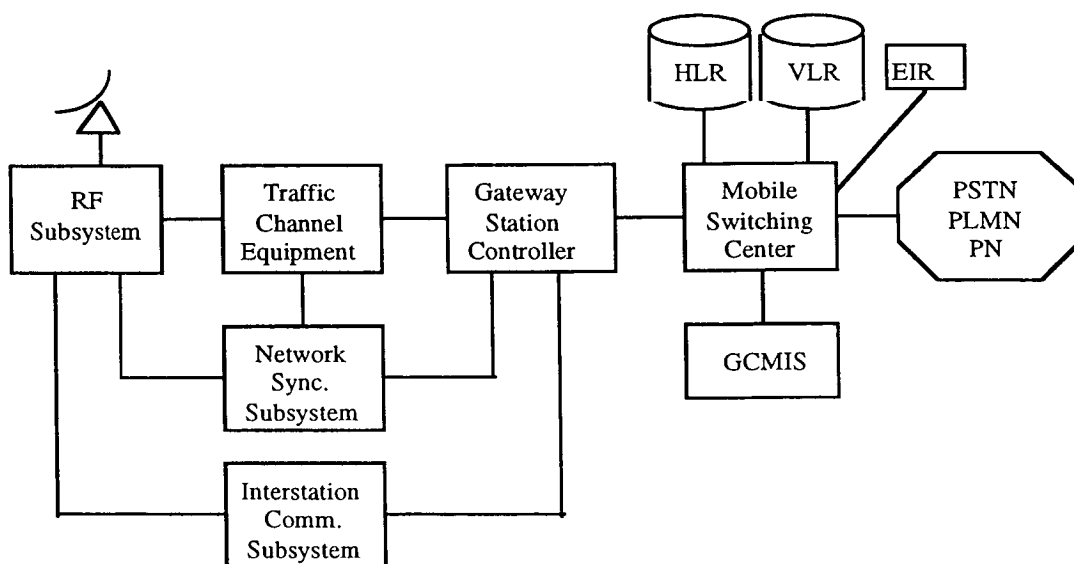 HLR
VLR
EIR
RF
Subsystem
Traffic
Channel
Equipment
Gateway
Station
Controller
Mobile
Switching
Center
PSTN
PLMN
PN
Network
Sync.
Subsystem
GCMIS
Interstation
Comm.
Subsystem